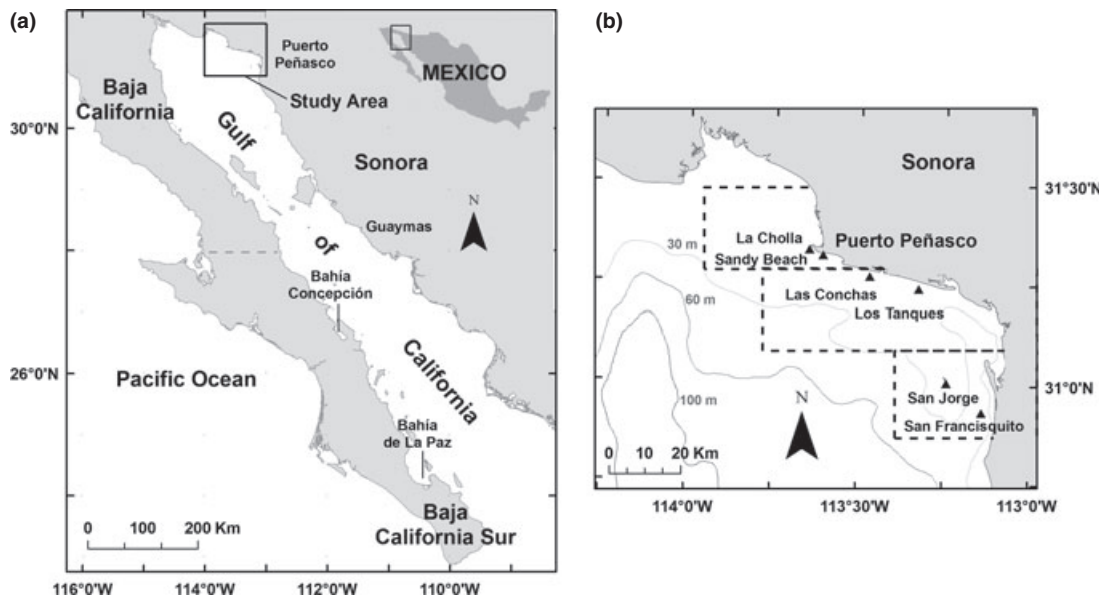 (a)
Puerto
Peñasco
MEXICO
Baja
California
Study Area
30°0'N
Gulf
Sonora
N
Guaymas
of
Bahía
Concepción
California
26°0'N
Pacific Ocean
Bahía
de La Paz
Baja
California Sur
0 100 200 Km
116°0'W 114°0'W 112°0'W 110°0'W
(b)
Sonora
31°30'N
La Cholla
Puerto Peñasco
30 m
Sandy Beach
60 m
Las Conchas
Los Tanques
N
100 m
San Jorge
31°0'N
San Francisquito
0 10 20 Km
114°0'W 113°30'W 113°0'W